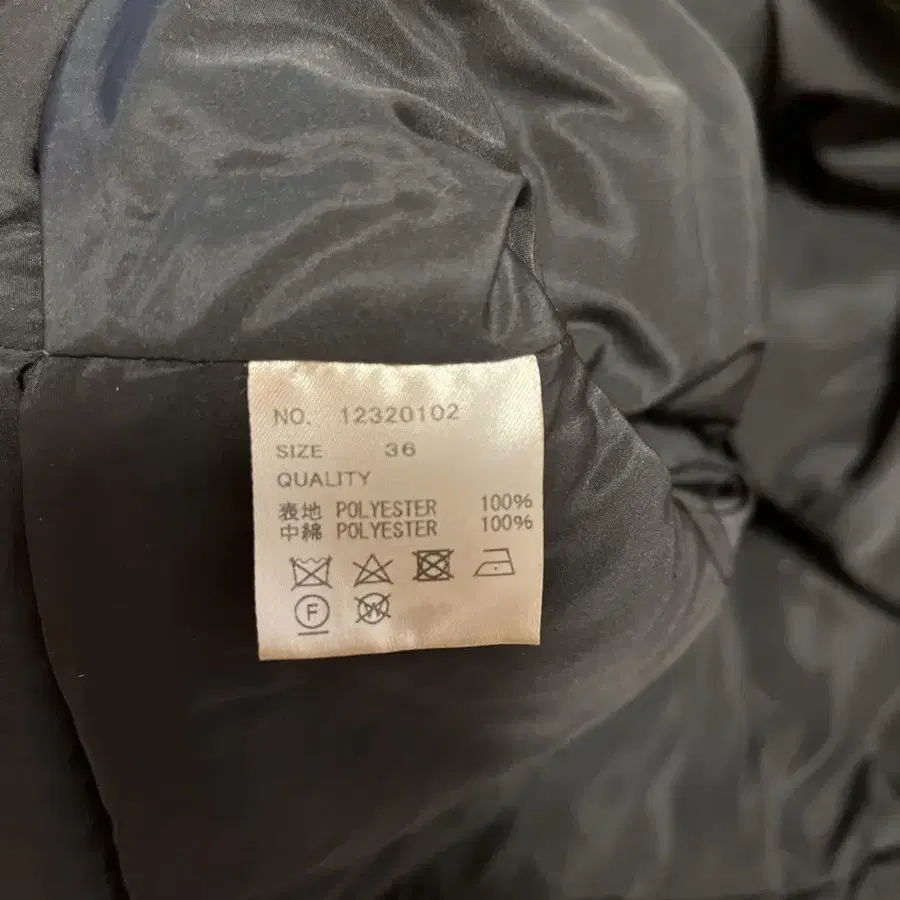 NO. 12320102
SIZE 36
QUALITY
表地 POLYESTER 100%
中綿 POLYESTER 100%
F W